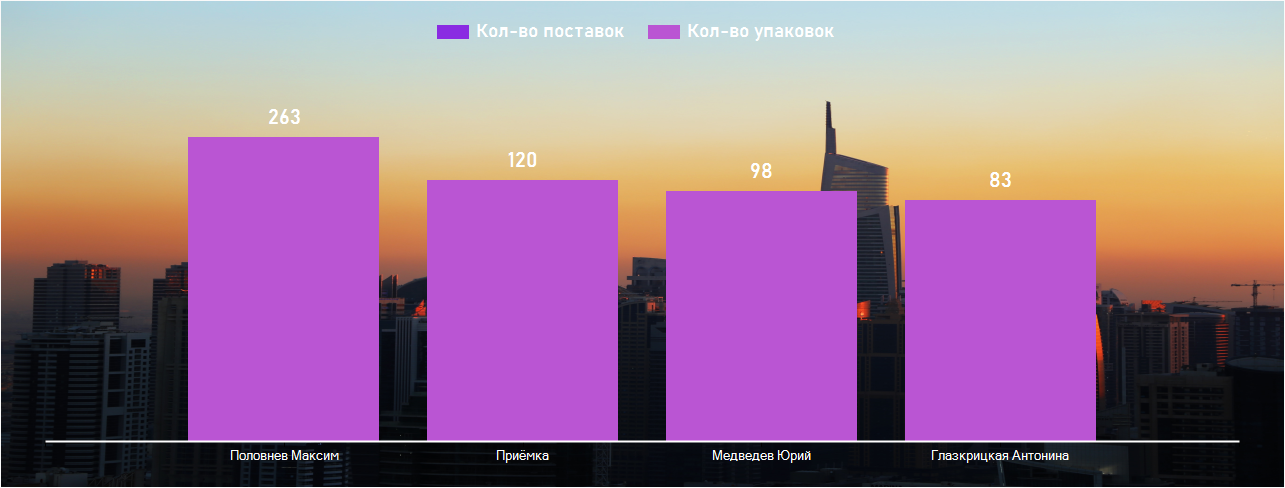 Кол-во поставок Кол-во упаковок
263
120
98
83
Половнев Максим Приёмка Медведев Юрий Глазкрицкая Антонина